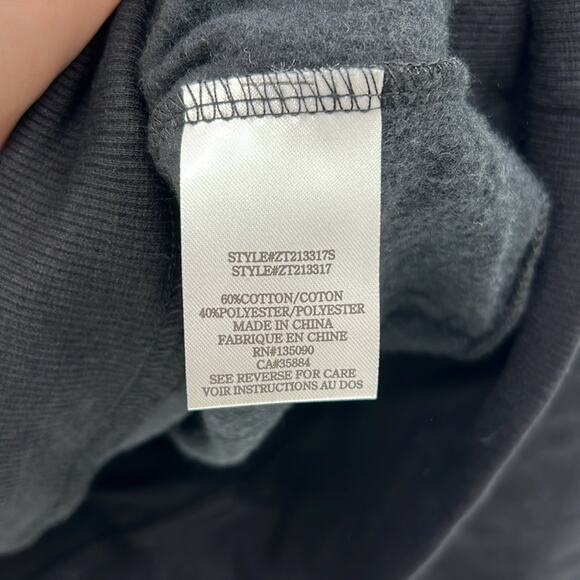 STYLE#ZT213317S
STYLE#ZT213317
60%COTTON/COTON
40%POLYESTER/POLYESTER
MADE IN CHINA
FABRIQUE EN CHINE
RN#135090
CA#35884
SEE REVERSE FOR CARE
VOIR INSTRUCTIONS AU DOS